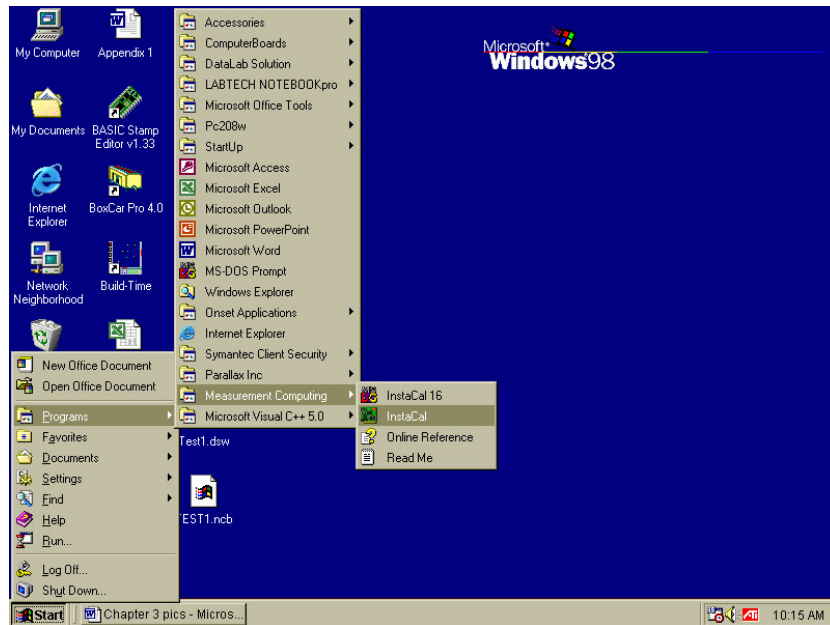 My Computer
Appendix 1
My Documents
BASIC Stamp
Editor v1.33
Internet
Explorer
BoxCar Pro 4.0
Network
Neighborhood
Build-Time
Microsoft
Windows 98
Accessories
ComputerBoards
DataLab Solution
LABTECH NOTEBOOKpro
Microsoft Office Tools
Pc208w
StartUp
Microsoft Access
Microsoft Excel
Microsoft Outlook
Microsoft PowerPoint
Microsoft Word
MS-DOS Prompt
Windows Explorer
Onset Applications
Internet Explorer
Symantec Client Security
Parallax Inc
Measurement Computing
Microsoft Visual C++ 5.0
InstaCal 16
InstaCal
Online Reference
Read Me
New Office Document
Open Office Document
Programs
Favorites
Documents
Settings
Find
Help
Run...
Log Off...
Shut Down...
Test1.dsw
EST1.ncb
Start
Chapter 3 pics - Micros...
ATI
10:15 AM